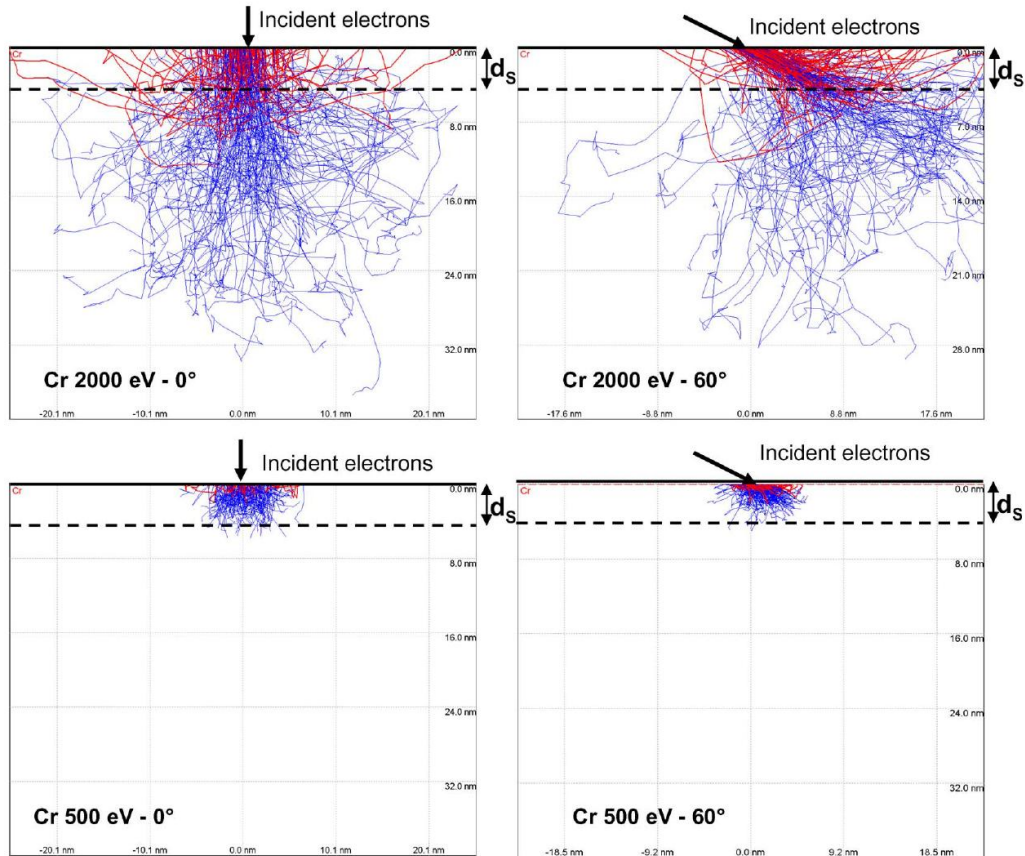 Incident electrons
Cr
0.0 nm
dS
8.0 nm
16.0 nm
24.0 nm
32.0 nm
Cr 2000 eV - 0°
-20.1 nm -10.1 nm 0.0 nm 10.1 nm 20.1 nm
Incident electrons
Cr
0.0 nm
dS
7.0 nm
14.0 nm
21.0 nm
28.0 nm
Cr 2000 eV - 60°
-17.6 nm -8.8 nm 0.0 nm 8.8 nm 17.6 nm
Incident electrons
Cr
0.0 nm
dS
8.0 nm
16.0 nm
24.0 nm
32.0 nm
Cr 500 eV - 0°
-20.1 nm -10.1 nm 0.0 nm 10.1 nm 20.1 nm
Incident electrons
Cr
0.0 nm
dS
8.0 nm
16.0 nm
24.0 nm
32.0 nm
Cr 500 eV - 60°
-18.5 nm -9.2 nm 0.0 nm 9.2 nm 18.5 nm